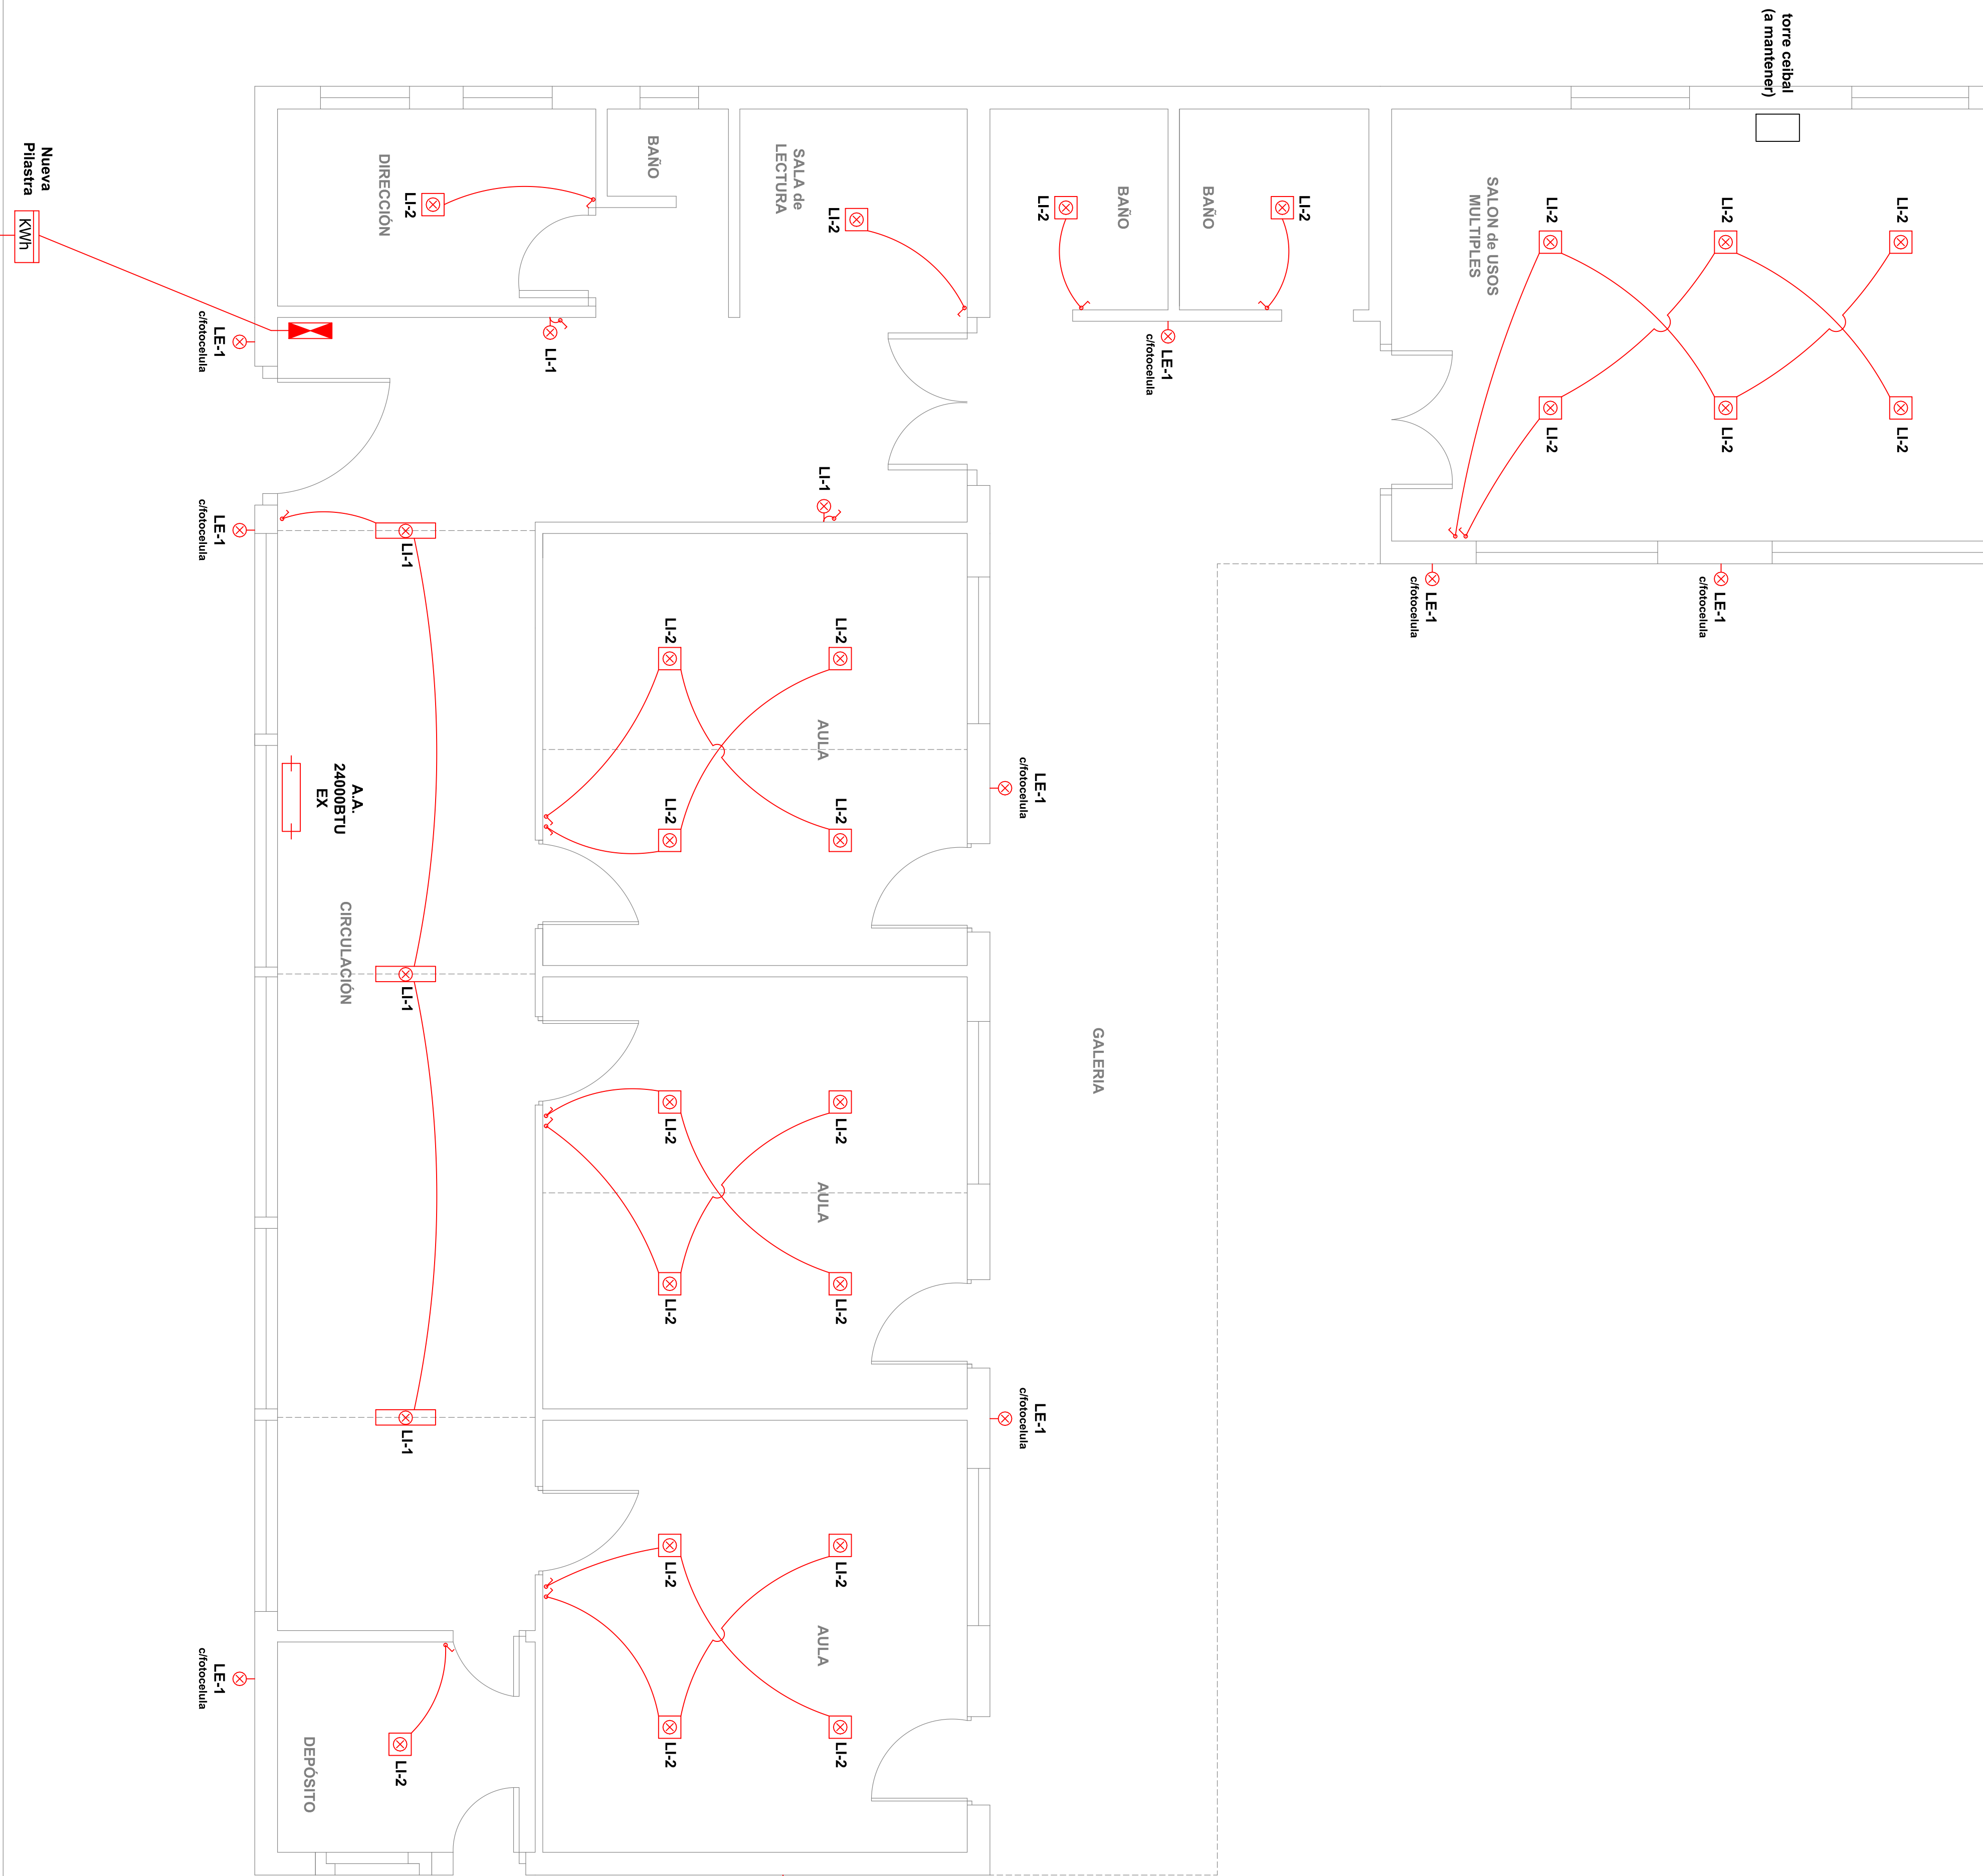 torre ceibal
(a mantener)
Nueva
Pilastra
KWh
DIRECCIÓN
LI-2
BAÑO
SALA de
LECTURA
LI-2
LI-2
BAÑO
BAÑO
LI-2
SALON de USOS
MULTIPLES
LI-2
LI-2
LI-2
LI-2
LI-2
LI-2
LE-1
c/fotocelula
LI-1
LE-1
c/fotocelula
LI-1
LE-1
c/fotocelula
LI-1
LE-1
c/fotocelula
LE-1
c/fotocelula
LI-2
LI-2
AULA
LI-2
LI-2
LE-1
c/fotocelula
A.A.
24000BTU
EX
CIRCULACIÓN
LI-1
GALERIA
LI-2
LI-2
AULA
LI-2
LI-2
LE-1
c/fotocelula
LI-1
LI-2
LI-2
AULA
LI-2
LI-2
LE-1
c/fotocelula
LI-2
DEPÓSITO